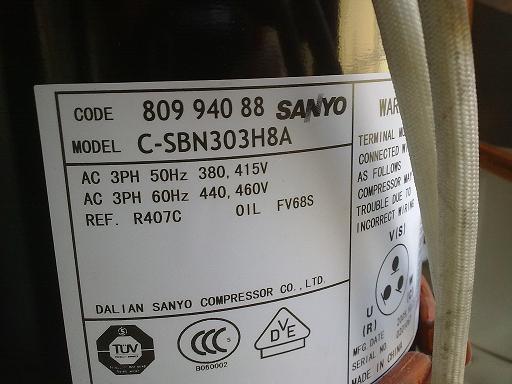 CODE 809 940 88 SANYO
MODEL C-SBN303H8A
AC 3PH 50Hz 380, 415V
AC 3PH 60Hz 440, 460V
REF. R407C OIL FV68S
DALIAN SANYO COMPRESSOR CO., LTD.
S
TÜV
CCC S
B060002
DVE
WAR
TERMINAL M
CONNECTED W
AS FOLLOWS
COMPRESSOR MAY
TROUBLE DUE TO
INCORRECT WIRING
V(S)
U
(R)
MFG. DATE
SERIAL NO.
MADE IN CHINA